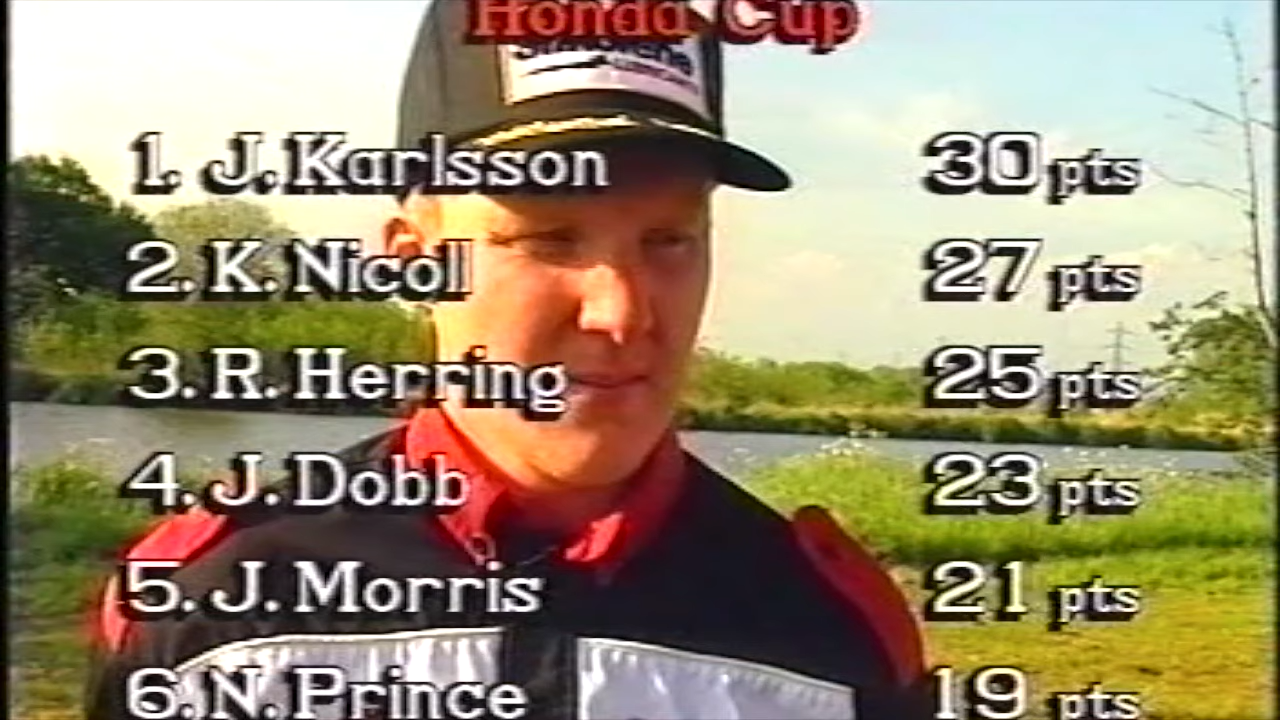 Honda Cup
1. J. Karlsson 30 pts
2. K. Nicoll 27 pts
3. R. Herring 25 pts
4. J. Dobb 23 pts
5. J. Morris 21 pts
6. N. Prince 19 pts